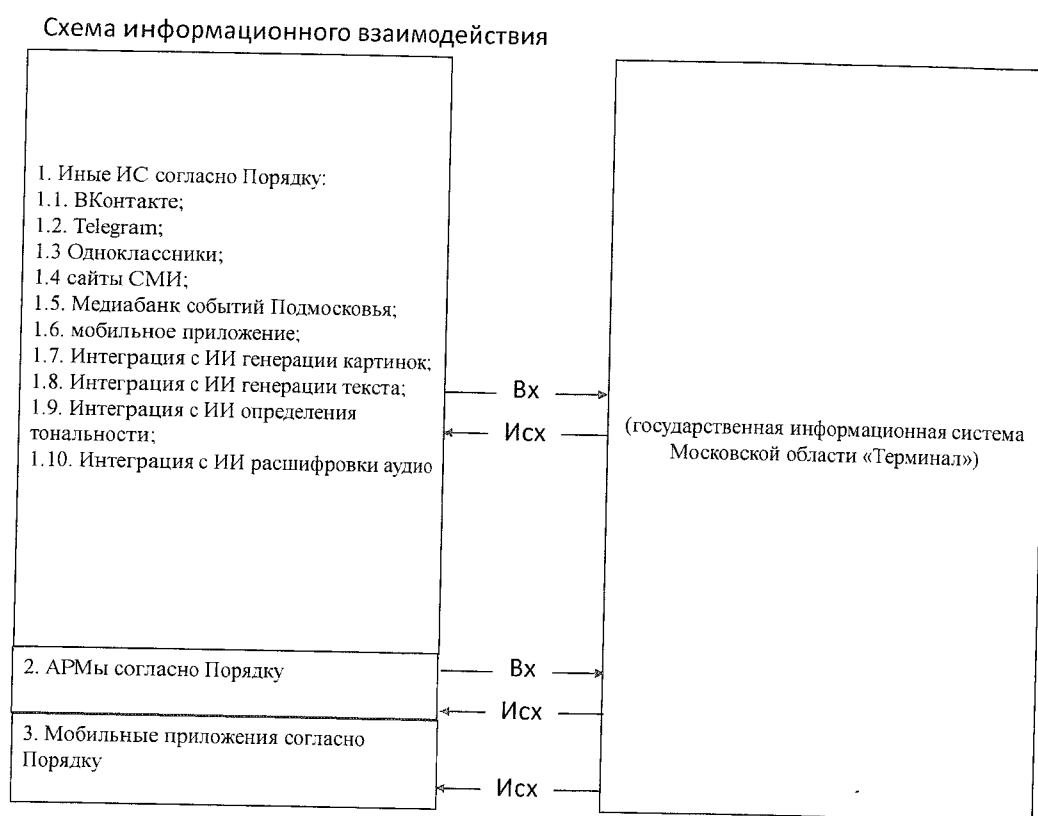 Схема информационного взаимодействия
1. Иные ИС согласно Порядку:
1.1. ВКонтакте;
1.2. Telegram;
1.3 Одноклассники;
1.4 сайты СМИ;
1.5. Медиабанк событий Подмосковья;
1.6. мобильное приложение;
1.7. Интеграция с ИИ генерации картинок;
1.8. Интеграция с ИИ генерации текста;
1.9. Интеграция с ИИ определения
тональности;
1.10. Интеграция с ИИ расшифровки аудио
Вх
Исх
(государственная информационная система
Московской области «Терминал»)
2. АРМы согласно Порядку
Вх
Исх
3. Мобильные приложения согласно
Порядку
Исх